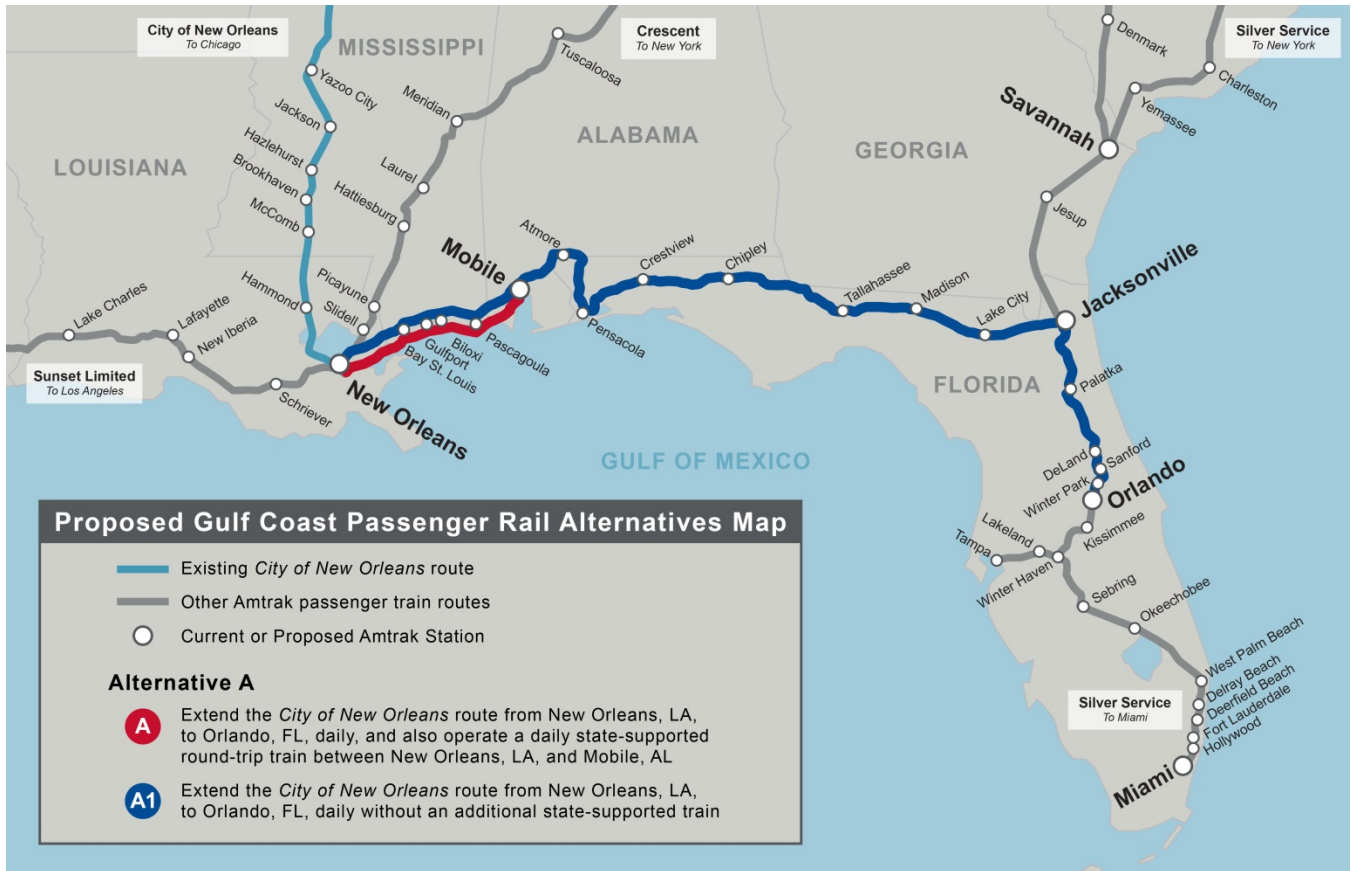 City of New Orleans
To Chicago
MISSISSIPPI
Crescent
To New York
Silver Service
To New York
Denmark
Tuscaloosa
Yazoo City
Charleston
Yemassee
Meridian
Jackson
Savannah
ALABAMA
GEORGIA
LOUISIANA
Hazlehurst
Laurel
Brookhaven
Hattiesburg
McComb
Jesup
Atmore
Mobile
Crestview
Chipley
Jacksonville
Picayune
Hammond
Slidell
Tallahassee
Madison
Lake City
Lake Charles
Lafayette
New Iberia
Pensacola
Pascagoula
Biloxi
Gulfport
Bay St. Louis
Sunset Limited
To Los Angeles
Schriever
New Orleans
FLORIDA
Palatka
GULF OF MEXICO
DeLand
Sanford
Winter Park
Orlando
Kissimmee
Lakeland
Tampa
Winter Haven
Sebring
Okeechobee
West Palm Beach
Delray Beach
Deerfield Beach
Fort Lauderdale
Hollywood
Silver Service
To Miami
Miami
Proposed Gulf Coast Passenger Rail Alternatives Map
Existing City of New Orleans route
Other Amtrak passenger train routes
Current or Proposed Amtrak Station
Alternative A
A
Extend the City of New Orleans route from New Orleans, LA,
to Orlando, FL, daily, and also operate a daily state-supported
round-trip train between New Orleans, LA, and Mobile, AL
A1
Extend the City of New Orleans route from New Orleans, LA,
to Orlando, FL, daily without an additional state-supported train